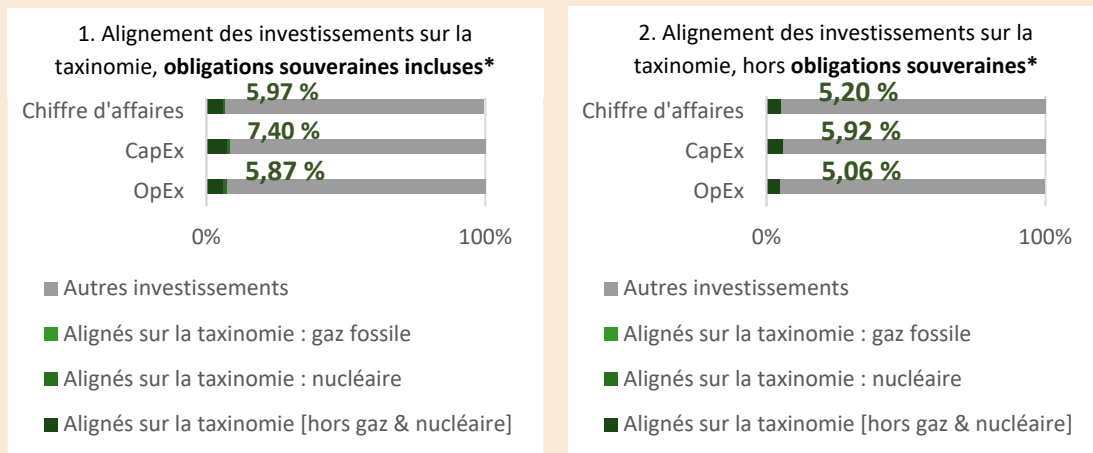 1. Alignement des investissements sur la
taxinomie, obligations souveraines incluses*
5,97 %
Chiffre d'affaires
7,40 %
CapEx
5,87 %
OpEx
0%
100%
Autres investissements
Alignés sur la taxinomie : gaz fossile
Alignés sur la taxinomie : nucléaire
Alignés sur la taxinomie [hors gaz & nucléaire]
2. Alignement des investissements sur la
taxinomie, hors obligations souveraines*
5,20 %
Chiffre d'affaires
5,92 %
CapEx
5,06 %
OpEx
0%
100%
Autres investissements
Alignés sur la taxinomie : gaz fossile
Alignés sur la taxinomie : nucléaire
Alignés sur la taxinomie [hors gaz & nucléaire]